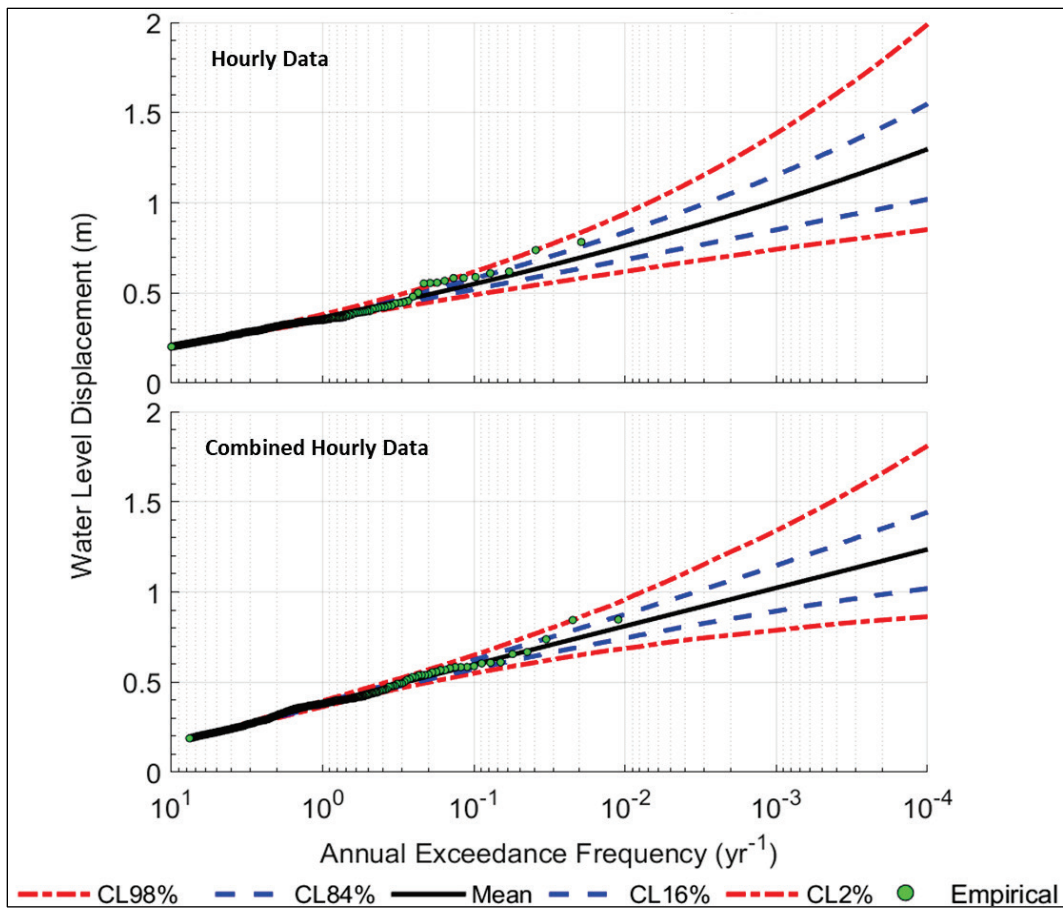 2
Hourly Data
1.5
1
0.5
0
Water Level Displacement (m)
2
Combined Hourly Data
1.5
1
0.5
0
10^1 10^0 10^-1 10^-2 10^-3 10^-4
Annual Exceedance Frequency (yr^-1)
CL98% CL84% Mean CL16% CL2% Empirical